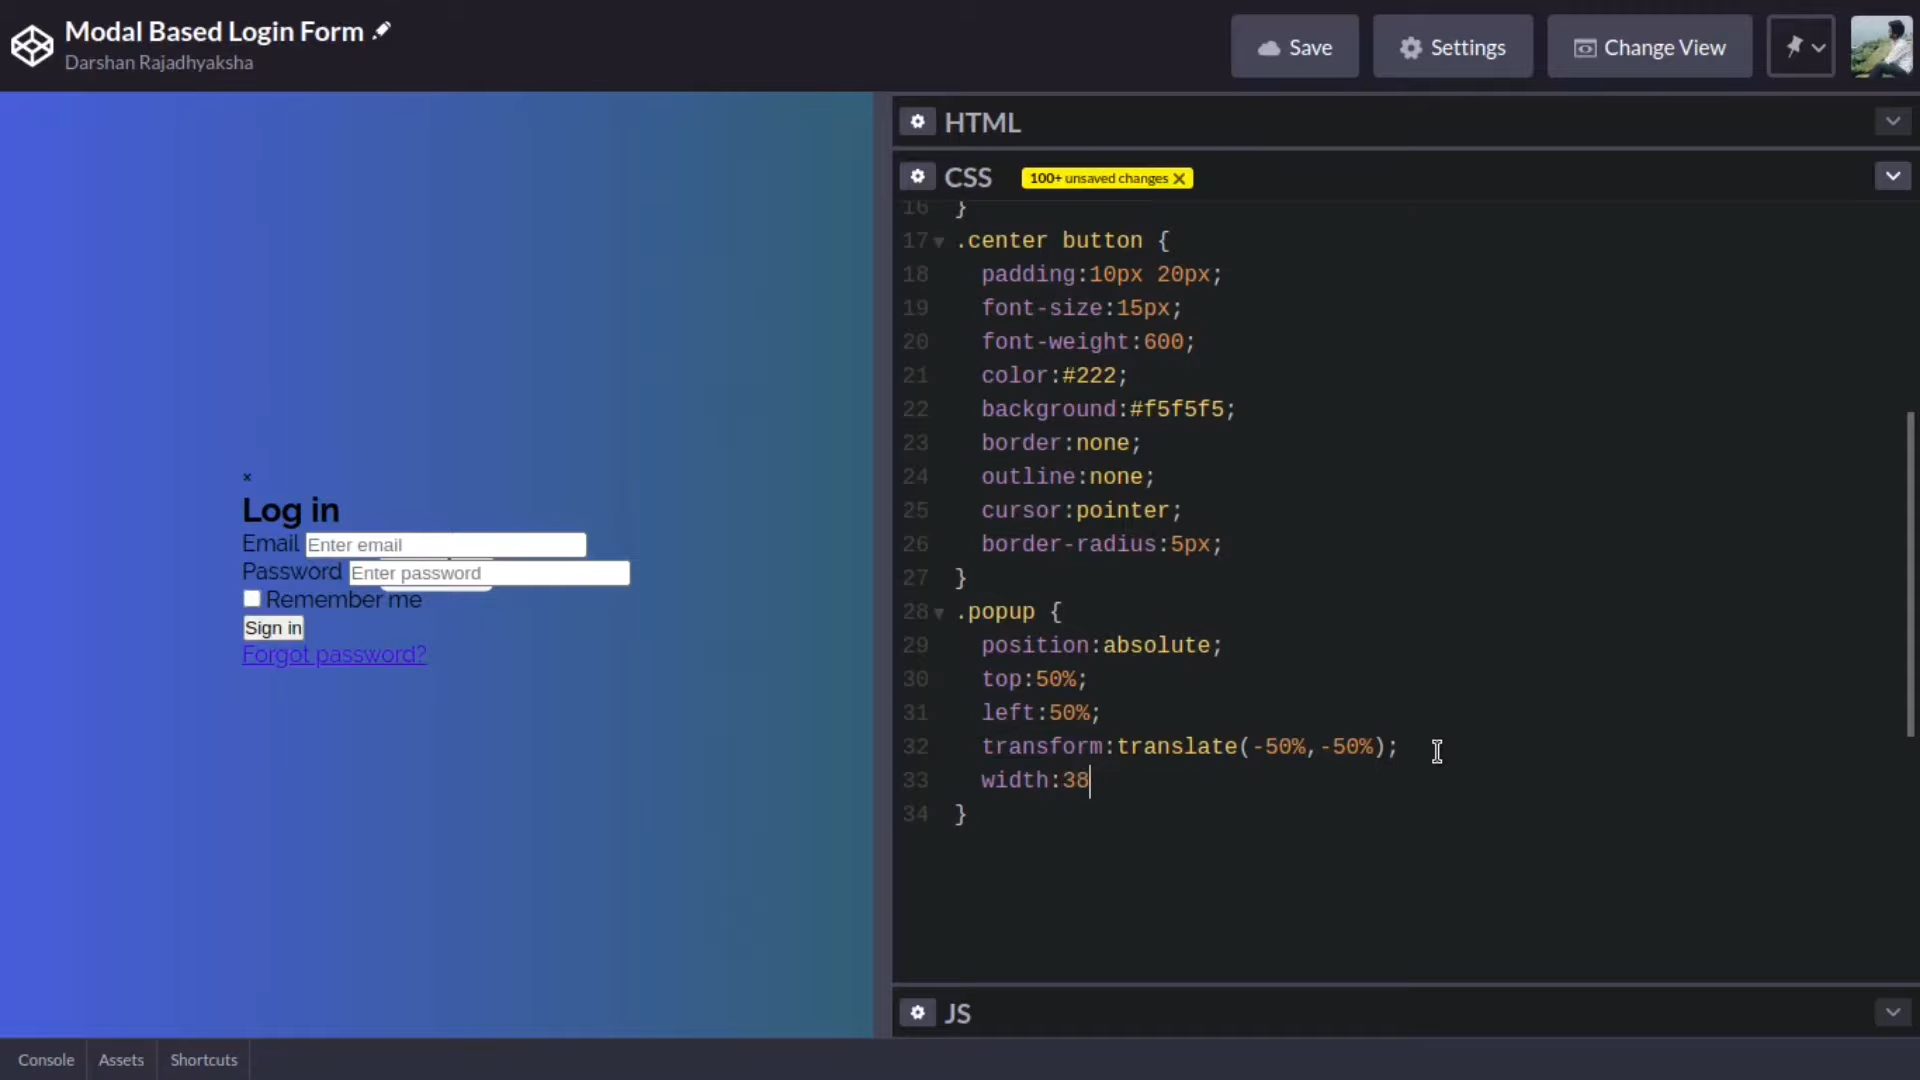 Modal Based Login Form
Darshan Rajadhyaksha
Save
Settings
Change View
×
Log in
Email Enter email
Password Enter password
Remember me
Sign in
Forgot password?
HTML
CSS 100+ unsaved changes ×
16 }
17 .center button {
18 padding:10px 20px;
19 font-size:15px;
20 font-weight:600;
21 color:#222;
22 background:#f5f5f5;
23 border:none;
24 outline:none;
25 cursor:pointer;
26 border-radius:5px;
27 }
28 .popup {
29 position:absolute;
30 top:50%;
31 left:50%;
32 transform:translate(-50%,-50%);
33 width:38
34 }
JS
Console
Assets
Shortcuts